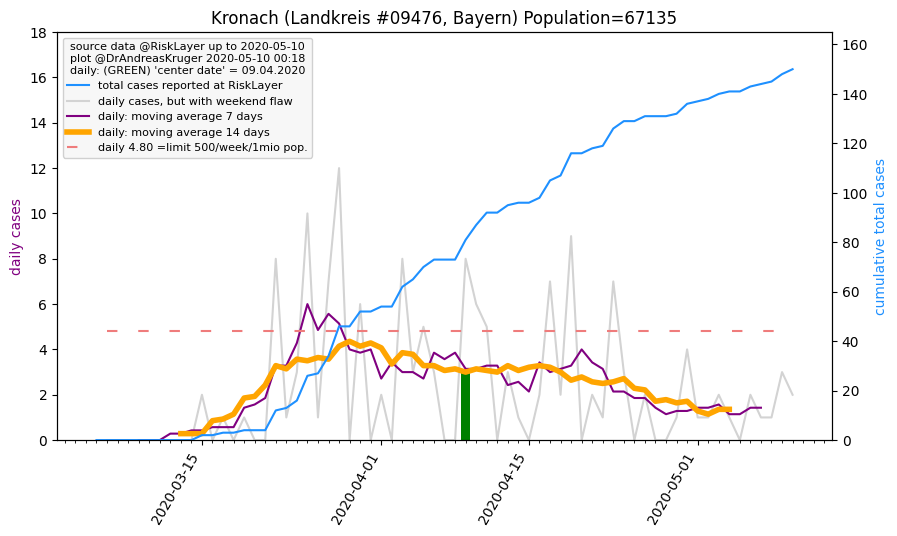 Kronach (Landkreis #09476, Bayern) Population=67135
source data @RiskLayer up to 2020-05-10
plot @DrAndreasKruger 2020-05-10 00:18
daily: (GREEN) 'center date' = 09.04.2020
total cases reported at RiskLayer
daily cases, but with weekend flaw
daily: moving average 7 days
daily: moving average 14 days
daily 4.80 =limit 500/week/1mio pop.
daily cases
18
16
14
12
10
8
6
4
2
0
160
140
120
100
80
60
40
20
0
cumulative total cases
2020-03-15
2020-04-01
2020-04-15
2020-05-01